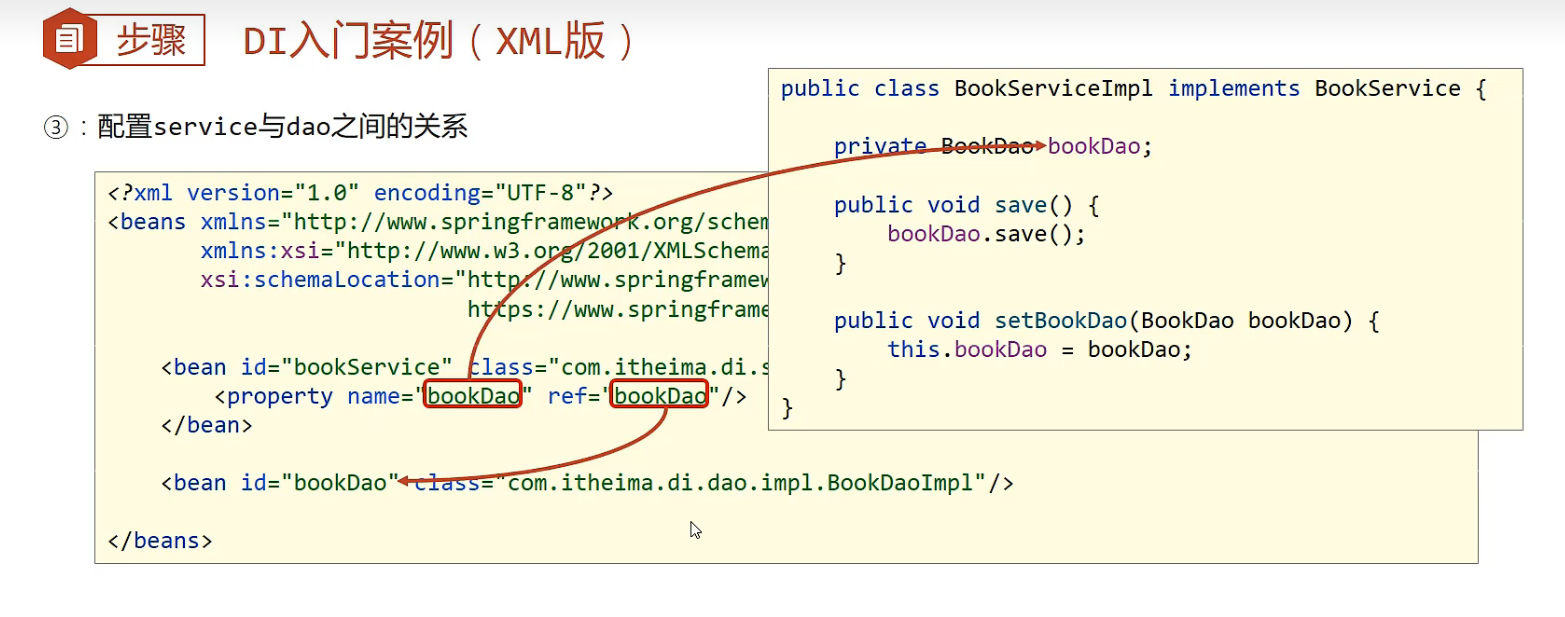 步骤
DI入门案例（XML版）
③：配置service与dao之间的关系
<?xml version="1.0" encoding="UTF-8"?>
<beans xmlns="http://www.springframework.org/schem
xmlns:xsi="http://www.w3.org/2001/XMLSchema
xsi:schemaLocation="http://www.springframew
https://www.springframe
<bean id="bookService" class="com.itheima.di.s
<property name="bookDao" ref="bookDao"/>
</bean>
<bean id="bookDao" class="com.itheima.di.dao.impl.BookDaoImpl"/>
</beans>
public class BookServiceImpl implements BookService {
private BookDao bookDao;
public void save() {
bookDao.save();
}
public void setBookDao(BookDao bookDao) {
this.bookDao = bookDao;
}
}